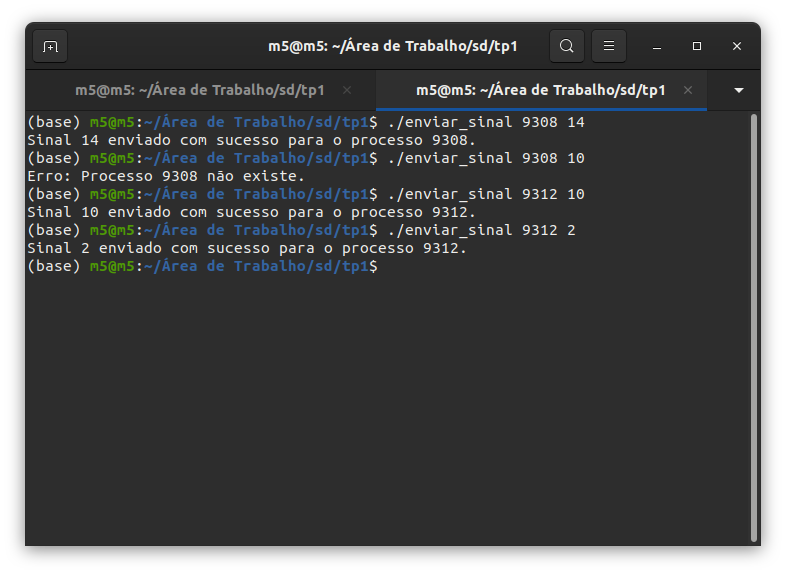 m5@m5: ~/Área de Trabalho/sd/tp1
m5@m5: ~/Área de Trabalho/sd/tp1 × m5@m5: ~/Área de Trabalho/sd/tp1 ×
(base) m5@m5:~/Área de Trabalho/sd/tp1$ ./enviar_sinal 9308 14
Sinal 14 enviado com sucesso para o processo 9308.
(base) m5@m5:~/Área de Trabalho/sd/tp1$ ./enviar_sinal 9308 10
Erro: Processo 9308 não existe.
(base) m5@m5:~/Área de Trabalho/sd/tp1$ ./enviar_sinal 9312 10
Sinal 10 enviado com sucesso para o processo 9312.
(base) m5@m5:~/Área de Trabalho/sd/tp1$ ./enviar_sinal 9312 2
Sinal 2 enviado com sucesso para o processo 9312.
(base) m5@m5:~/Área de Trabalho/sd/tp1$